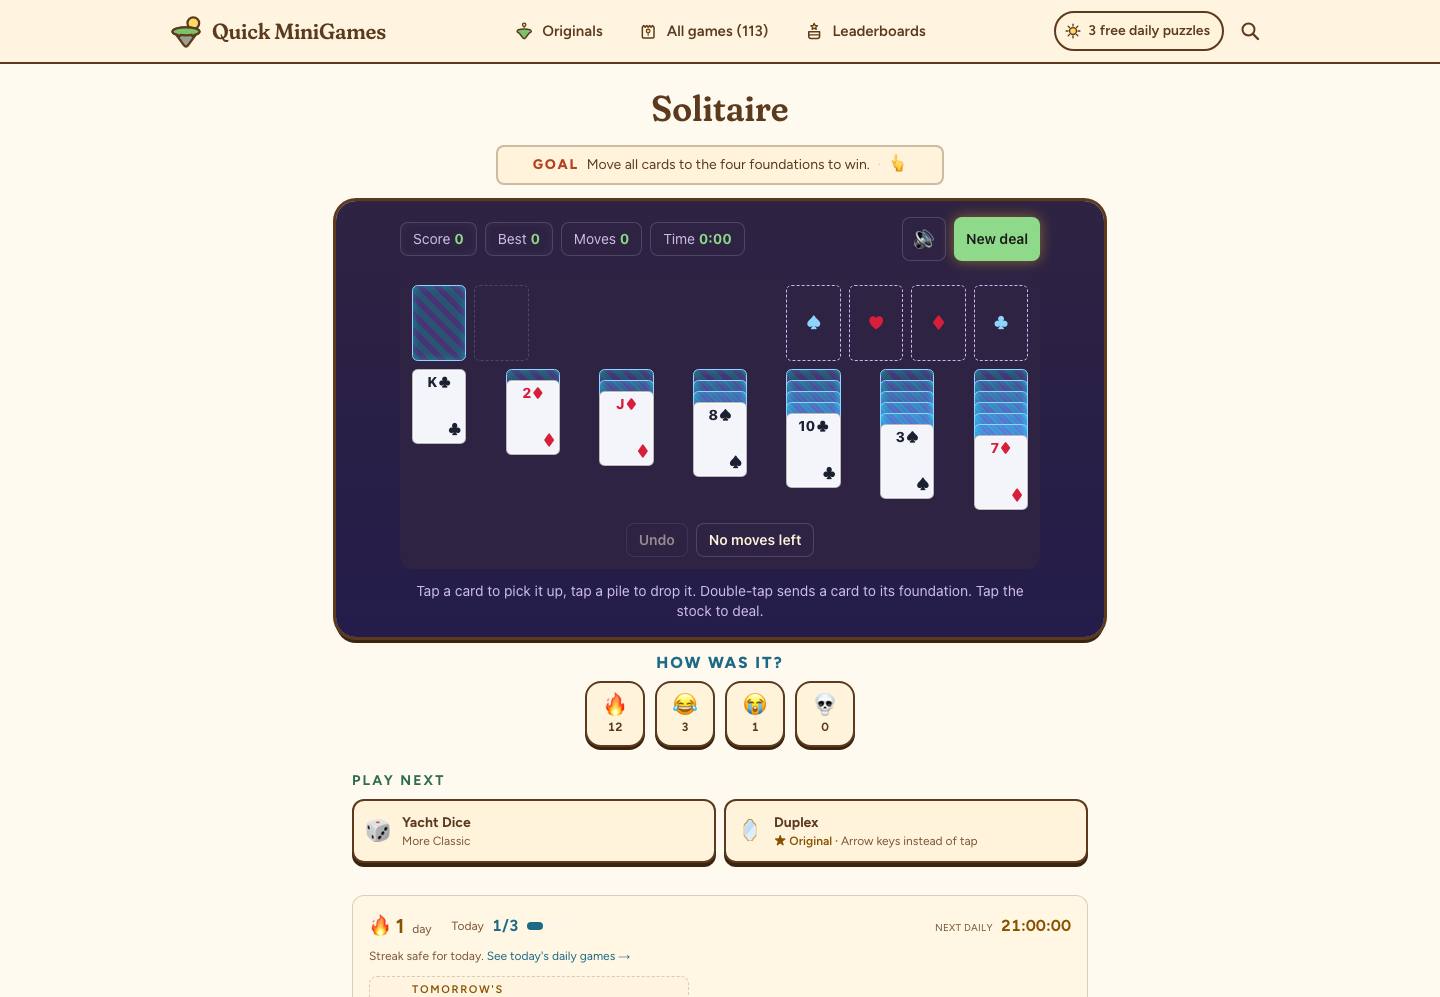 Quick MiniGames
Originals
All games (113)
Leaderboards
3 free daily puzzles
Solitaire
GOAL Move all cards to the four foundations to win.
Score 0
Best 0
Moves 0
Time 0:00
New deal
K♣
2♦
J♦
8♠
10♣
3♠
7♦
Undo
No moves left
Tap a card to pick it up, tap a pile to drop it. Double-tap sends a card to its foundation. Tap the
stock to deal.
HOW WAS IT?
12
3
1
0
PLAY NEXT
Yacht Dice
More Classic
Duplex
Original · Arrow keys instead of tap
1 day
Today 1/3
NEXT DAILY 21:00:00
Streak safe for today. See today's daily games →
TOMORROW'S